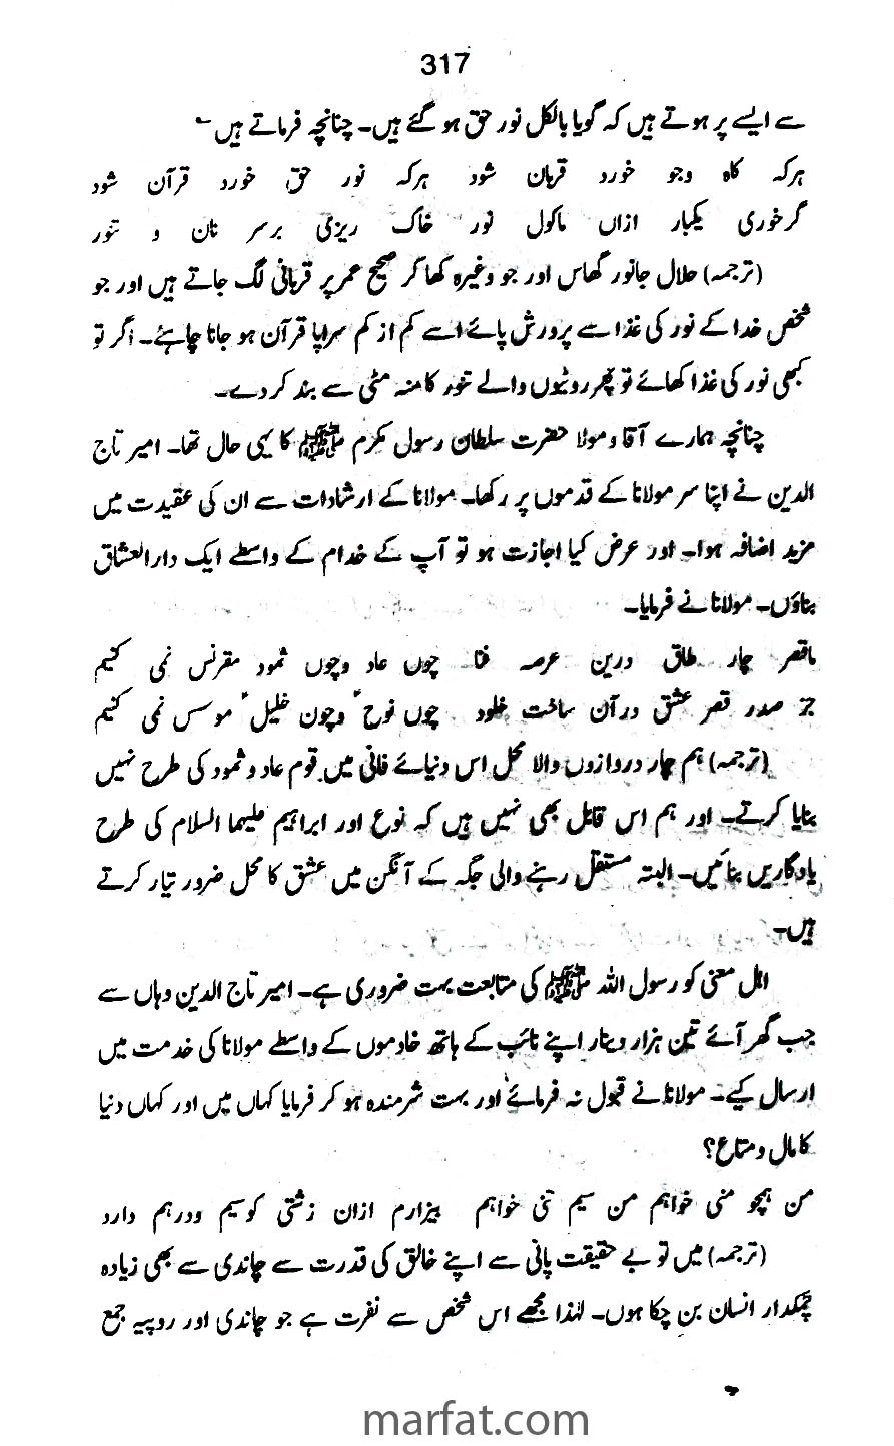 317
سے ایسے پر ہوتے ہیں کہ گویا بالکل نور حق ہو گئے ہیں۔ چنانچہ فرماتے ہیں ؎
ہرکہ کاہ وجو خورد قربان شود ہرکہ نور حق خورد قرآن شود
گرخوری یکبار ازاں ماکول نور خاک ریزی برسر نان و تنور
(ترجمہ) حلال جانور گھاس اور جو وغیرہ کھا کر صحیح عمر پر قربانی لگ جاتے ہیں اور جو
شخص خدا کے نور کی غذا سے پرورش پائے اسے کم از کم سراپا قرآن ہو جانا چاہئے۔ اگر تو
کبھی نور کی غذا کھائے تو پھر روٹیوں والے تنور کا منہ مٹی سے بند کر دے۔
چنانچہ ہمارے آقا و مولا حضرت سلطان رسول مکرم ﷺ کا یہی حال تھا۔ امیر تاج
الدین نے اپنا سر مولانا کے قدموں پر رکھا۔ مولانا کے ارشادات سے ان کی عقیدت میں
مزید اضافہ ہوا۔ اور عرض کیا اجازت ہو تو آپ کے خدام کے واسطے ایک دارالعشاق
بناؤں۔ مولانا نے فرمایا۔
ماقصر چار طاق درین عرصہ فنا چوں عاد وچوں ثمود مقرنس نمی کنیم
جز صدر قصر عشق درآن ساخت خلود چوں نوح وچون خلیل موسس نمی کنیم
(ترجمہ) ہم چار دروازوں والا محل اس دنیائے فانی میں قوم عاد و ثمود کی طرح نہیں
بنایا کرتے۔ اور ہم اس قابل بھی نہیں ہیں کہ نوع اور ابراہیم علیہما السلام کی طرح
یادگاریں بنائیں۔ البتہ مستقل رہنے والی جگہ کے آنگن میں عشق کا محل ضرور تیار کرتے
ہیں۔
اہل معنی کو رسول اللہ ﷺ کی متابعت بہت ضروری ہے۔ امیر تاج الدین وہاں سے
جب گھر آئے تین ہزار دینار اپنے نائب کے ہاتھ خادموں کے واسطے مولانا کی خدمت میں
ارسال کیے۔ مولانا نے قبول نہ فرمائے اور بہت شرمندہ ہو کر فرمایا کہاں میں اور کہاں دنیا
کا مال و متاع؟
من ہمچو منی خواہم من سیم تنی خواہم بیزارم ازان زشتی کوسیم ودرہم دارد
(ترجمہ) میں تو بے حقیقت پانی سے اپنے خالق کی قدرت سے چاندی سے بھی زیادہ
چمکدار انسان بن چکا ہوں۔ لہٰذا مجھے اس شخص سے نفرت ہے جو چاندی اور روپیہ جمع
marfat.com